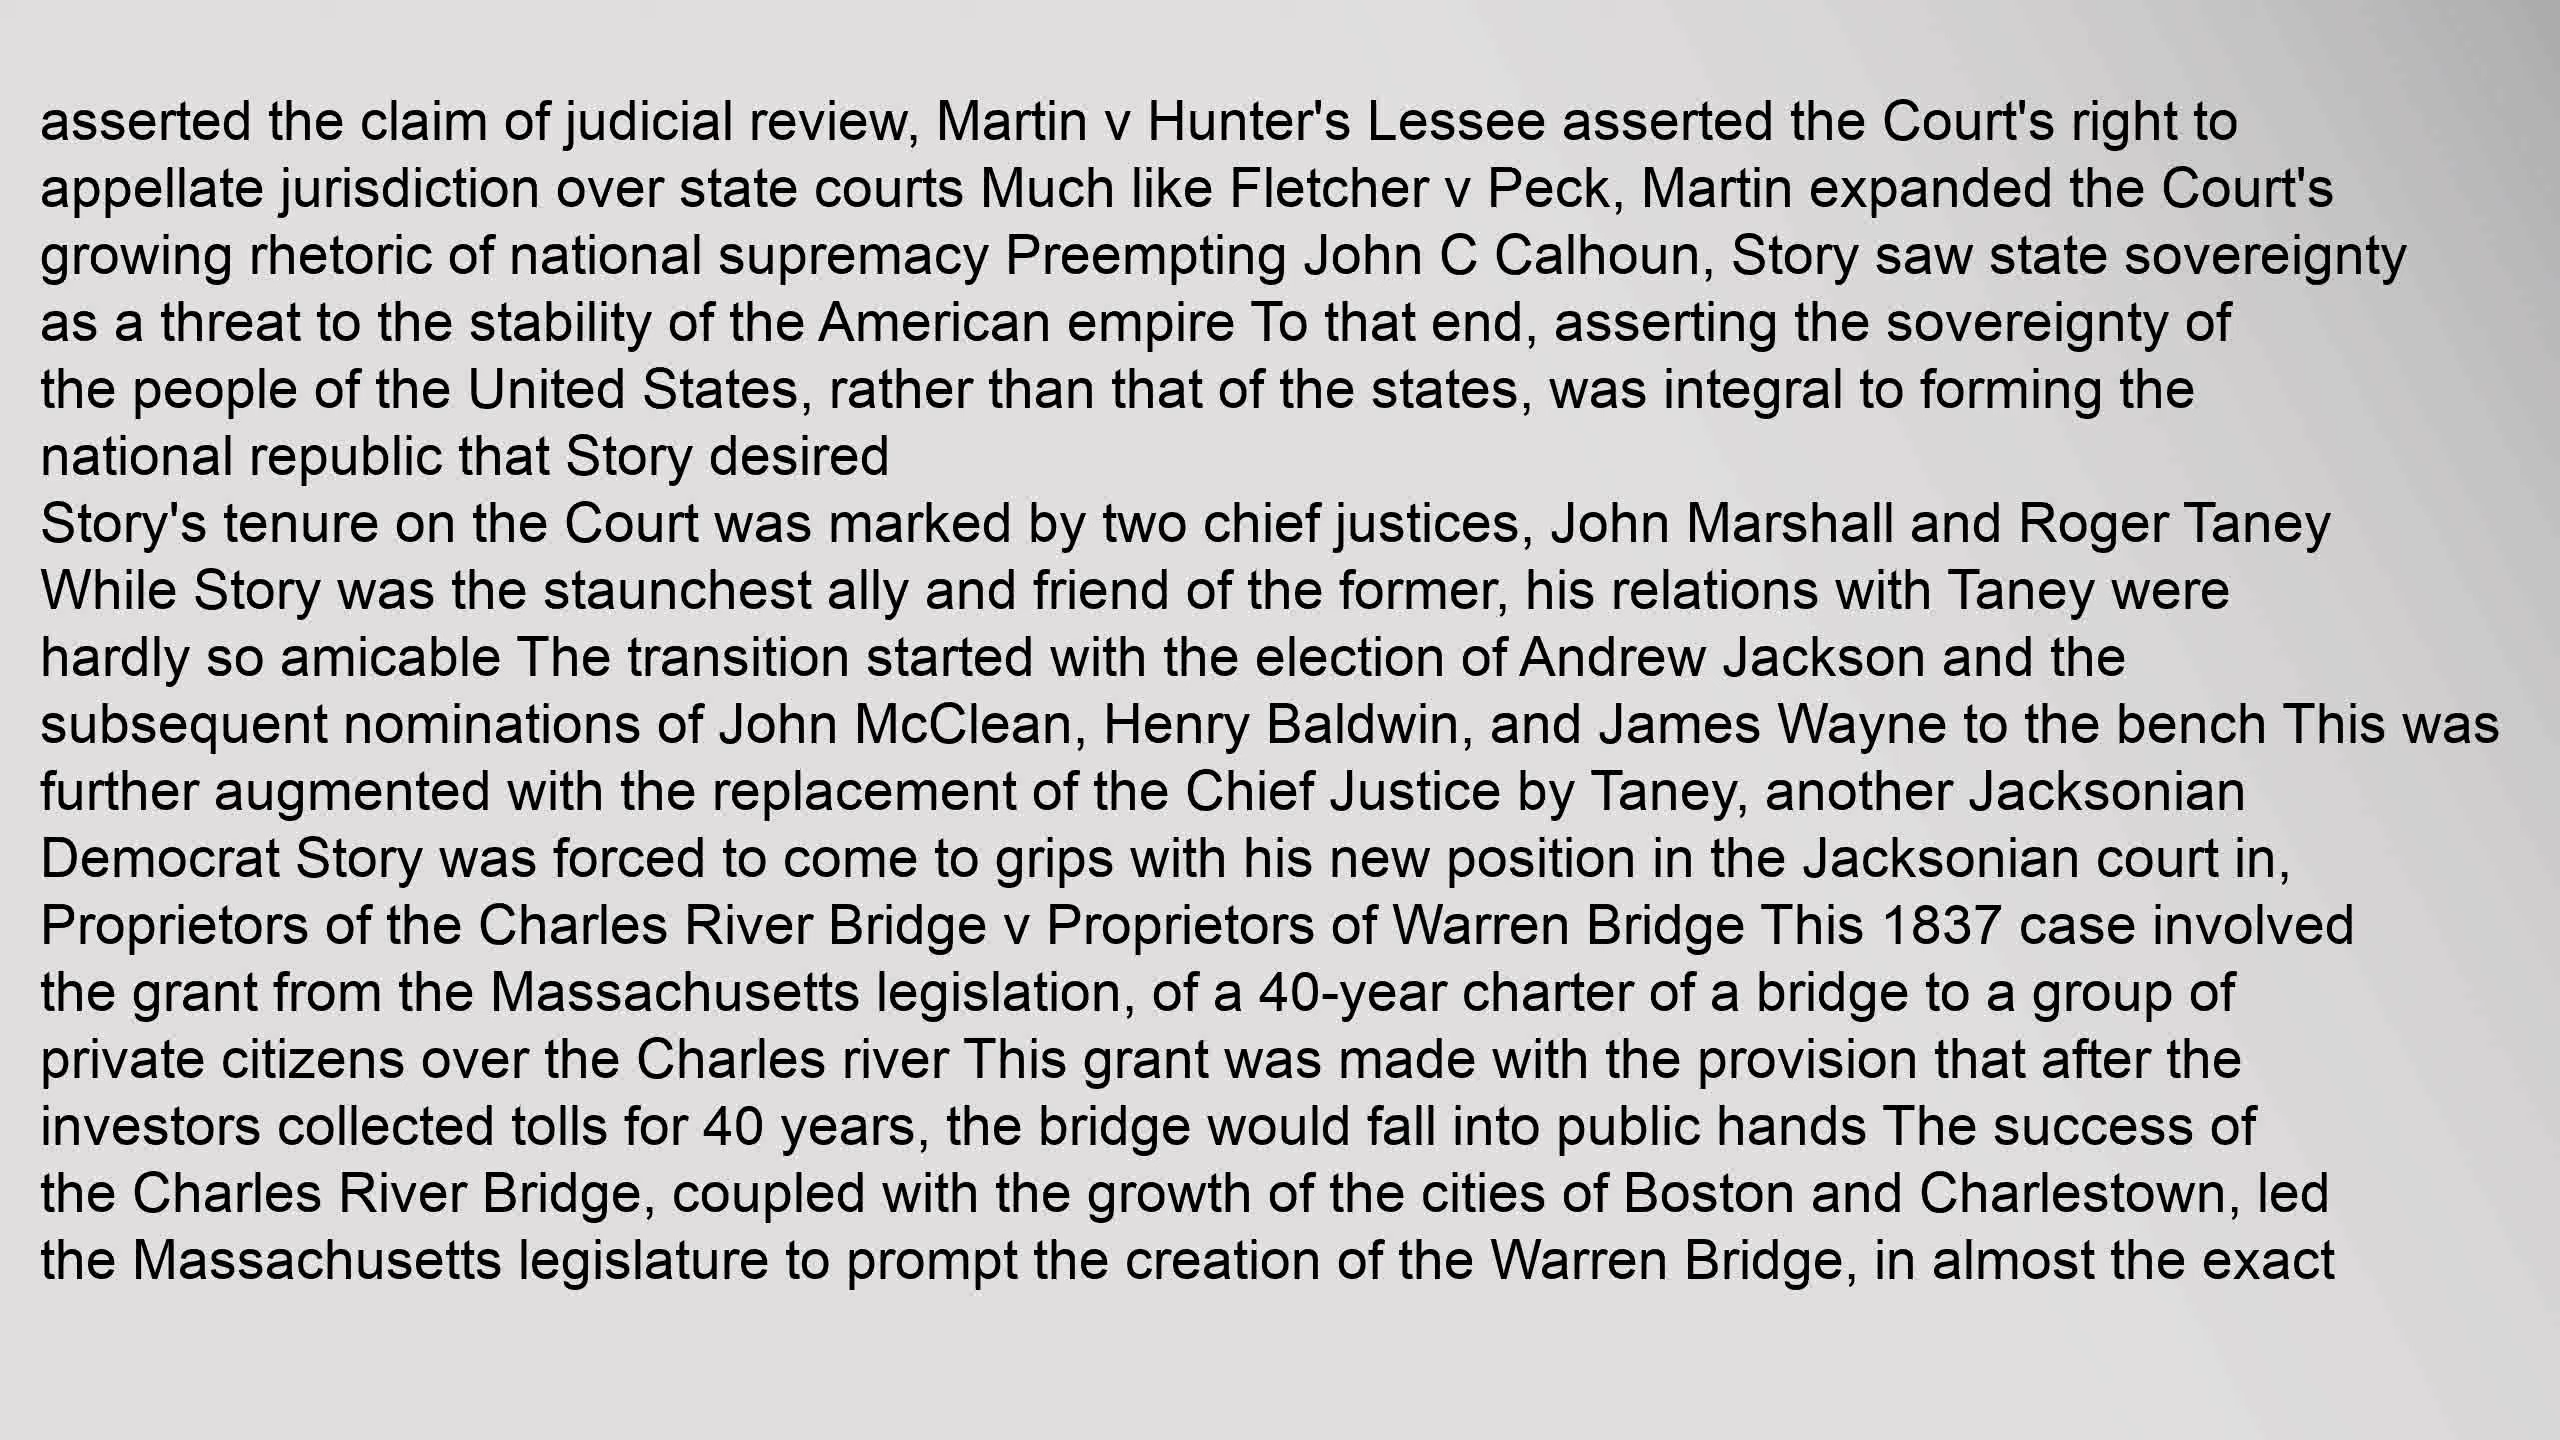 asserted the claim of judicial review, Martin v Hunter's Lessee asserted the Court's right to
appellate jurisdiction over state courts Much like Fletcher v Peck, Martin expanded the Court's
growing rhetoric of national supremacy Preempting John C Calhoun, Story saw state sovereignty
as a threat to the stability of the American empire To that end, asserting the sovereignty of
the people of the United States, rather than that of the states, was integral to forming the
national republic that Story desired
Story's tenure on the Court was marked by two chief justices, John Marshall and Roger Taney
While Story was the staunchest ally and friend of the former, his relations with Taney were
hardly so amicable The transition started with the election of Andrew Jackson and the
subsequent nominations of John McClean, Henry Baldwin, and James Wayne to the bench This was
further augmented with the replacement of the Chief Justice by Taney, another Jacksonian
Democrat Story was forced to come to grips with his new position in the Jacksonian court in,
Proprietors of the Charles River Bridge v Proprietors of Warren Bridge This 1837 case involved
the grant from the Massachusetts legislation, of a 40-year charter of a bridge to a group of
private citizens over the Charles river This grant was made with the provision that after the
investors collected tolls for 40 years, the bridge would fall into public hands The success of
the Charles River Bridge, coupled with the growth of the cities of Boston and Charlestown, led
the Massachusetts legislature to prompt the creation of the Warren Bridge, in almost the exact